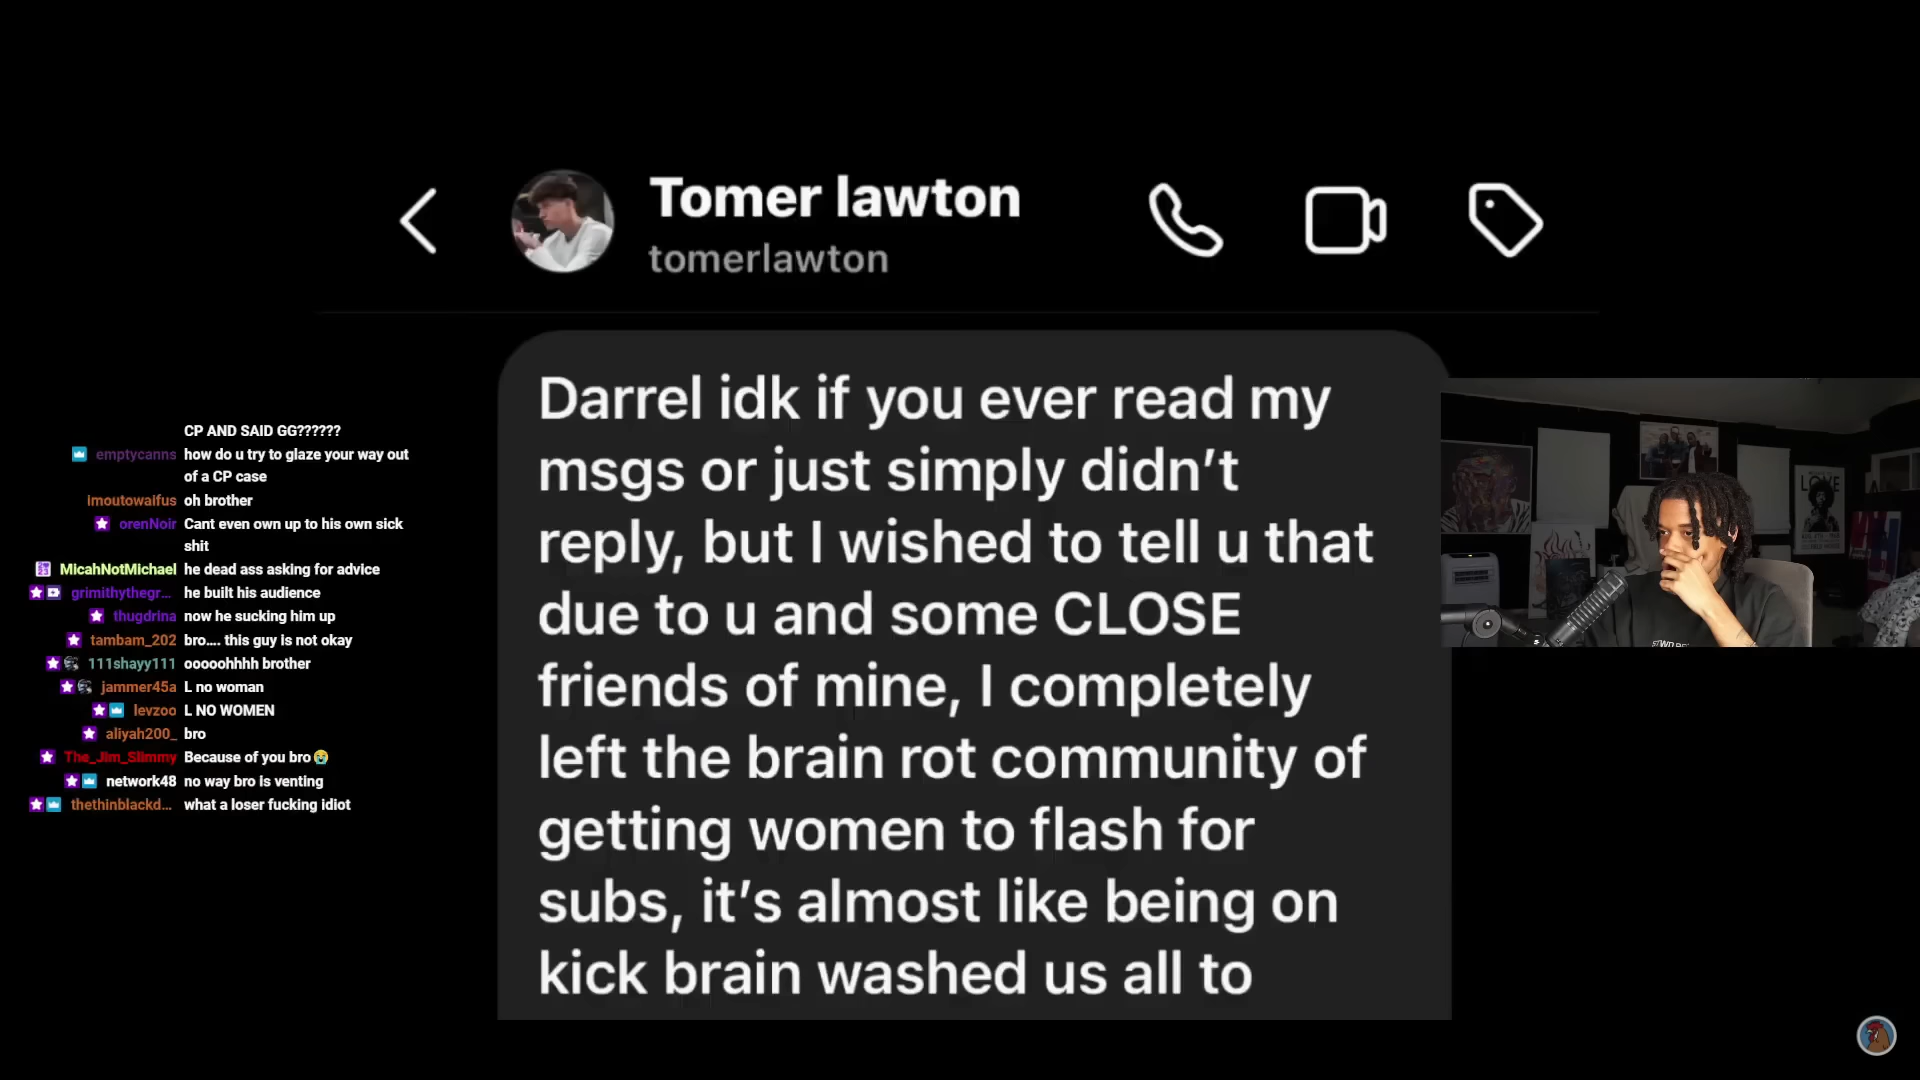 Tomer lawton
tomerlawton
Darrel idk if you ever read my
msgs or just simply didn't
reply, but I wished to tell u that
due to u and some CLOSE
friends of mine, I completely
left the brain rot community of
getting women to flash for
subs, it's almost like being on
kick brain washed us all to
CP AND SAID GG??????
emptycanns how do u try to glaze your way out
of a CP case
imoutowaifus oh brother
orenNoir Cant even own up to his own sick
shit
MicahNotMichael he dead ass asking for advice
grimithythegr... he built his audience
thugdrina now he sucking him up
tambam_202 bro.... this guy is not okay
111shayy111 ooooohhhh brother
jammer45a L no woman
levzoo L NO WOMEN
aliyah200_ bro
The_Jim_Slimmy Because of you bro😭
network48 no way bro is venting
thethinblackd... what a loser fucking idiot
LOVE